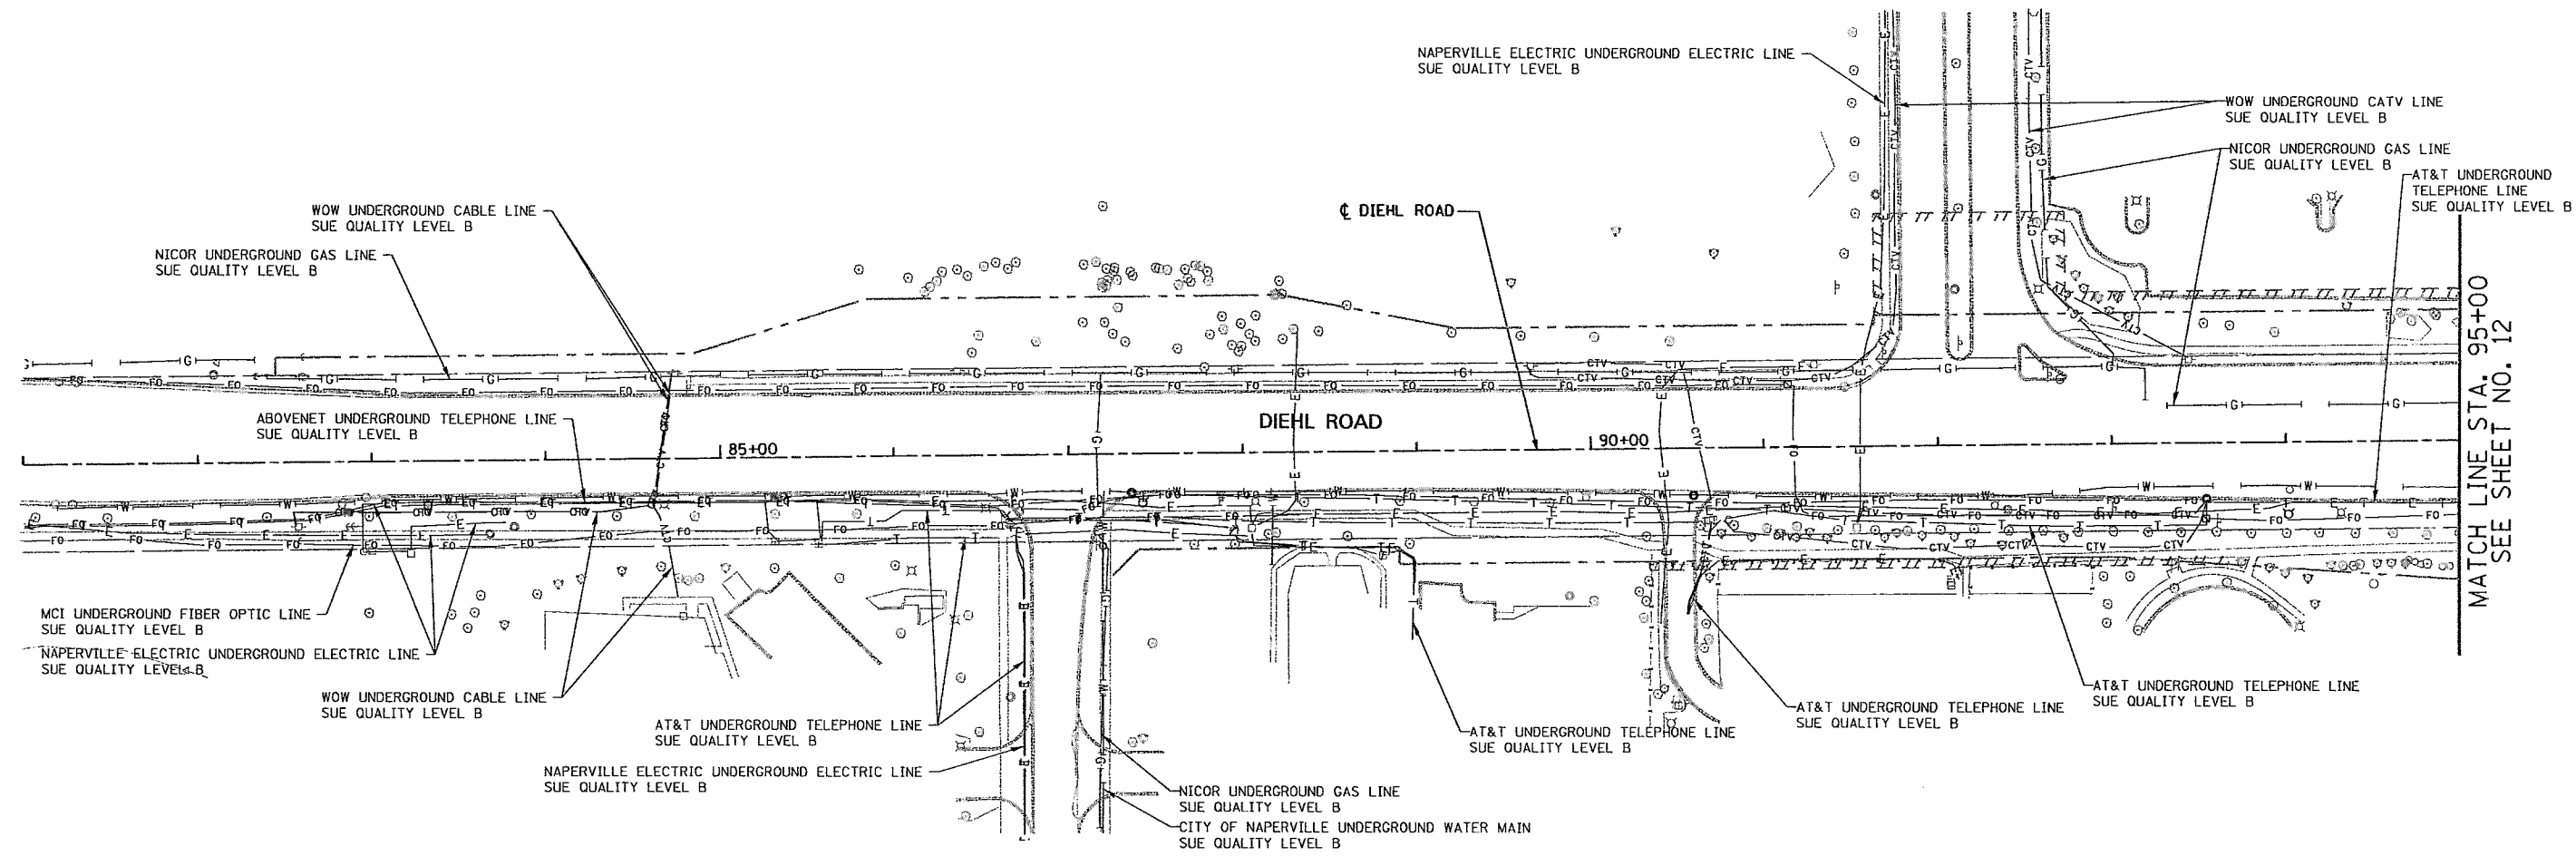 NAPERVILLE ELECTRIC UNDERGROUND ELECTRIC LINE
SUE QUALITY LEVEL B
WOW UNDERGROUND CATV LINE
SUE QUALITY LEVEL B
NICOR UNDERGROUND GAS LINE
SUE QUALITY LEVEL B
AT&T UNDERGROUND
TELEPHONE LINE
SUE QUALITY LEVEL B
WOW UNDERGROUND CABLE LINE
SUE QUALITY LEVEL B
℄ DIEHL ROAD
NICOR UNDERGROUND GAS LINE
SUE QUALITY LEVEL B
ABOVENET UNDERGROUND TELEPHONE LINE
SUE QUALITY LEVEL B
DIEHL ROAD
85+00
90+00
MATCH LINE STA. 95+00
SEE SHEET NO. 12
MCI UNDERGROUND FIBER OPTIC LINE
SUE QUALITY LEVEL B
NAPERVILLE ELECTRIC UNDERGROUND ELECTRIC LINE
SUE QUALITY LEVEL B
WOW UNDERGROUND CABLE LINE
SUE QUALITY LEVEL B
AT&T UNDERGROUND TELEPHONE LINE
SUE QUALITY LEVEL B
NAPERVILLE ELECTRIC UNDERGROUND ELECTRIC LINE
SUE QUALITY LEVEL B
NICOR UNDERGROUND GAS LINE
SUE QUALITY LEVEL B
CITY OF NAPERVILLE UNDERGROUND WATER MAIN
SUE QUALITY LEVEL B
AT&T UNDERGROUND TELEPHONE LINE
SUE QUALITY LEVEL B
AT&T UNDERGROUND TELEPHONE LINE
SUE QUALITY LEVEL B
AT&T UNDERGROUND TELEPHONE LINE
SUE QUALITY LEVEL B